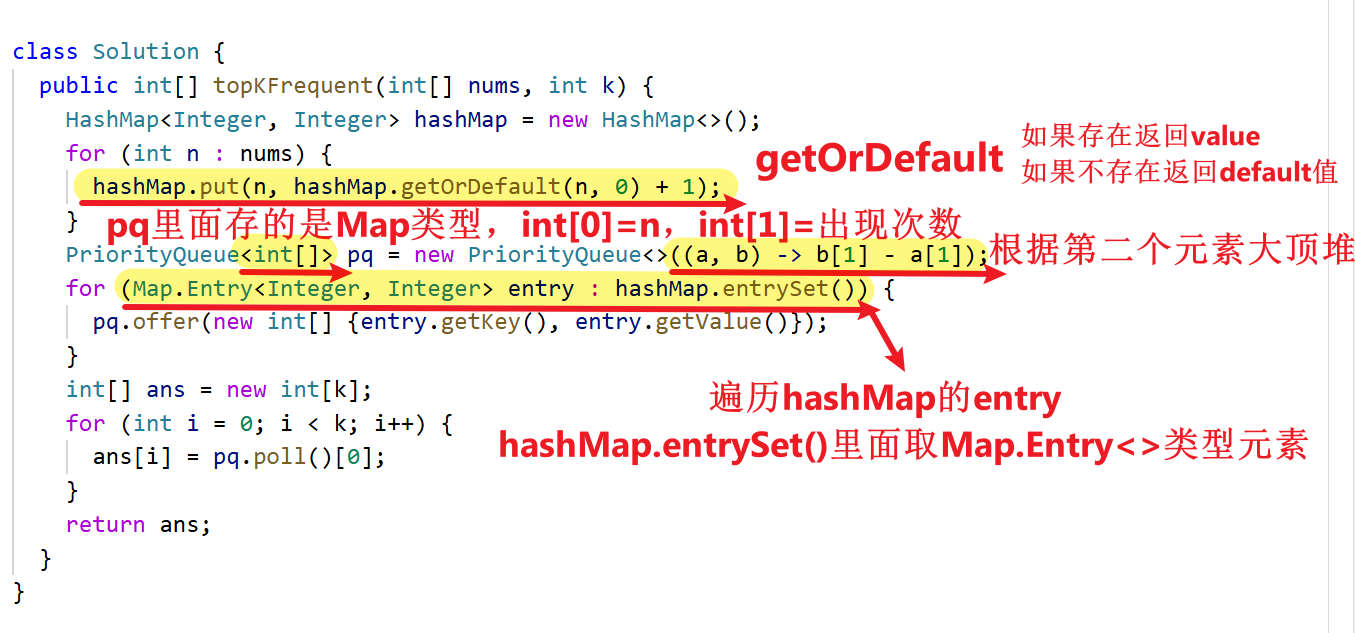 class Solution {
public int[] topKFrequent(int[] nums, int k) {
HashMap<Integer, Integer> hashMap = new HashMap<>();
for (int n : nums) {
getOrDefault
如果存在返回value
如果不存在返回default值
hashMap.put(n, hashMap.getOrDefault(n, 0) + 1);
}
pq里面存的是Map类型，int[0]=n，int[1]=出现次数
PriorityQueue<int[]> pq = new PriorityQueue<>((a, b) -> b[1] - a[1]);
根据第二个元素大顶堆
for (Map.Entry<Integer, Integer> entry : hashMap.entrySet()) {
pq.offer(new int[] {entry.getKey(), entry.getValue()});
}
int[] ans = new int[k];
遍历hashMap的entry
for (int i = 0; i < k; i++) {
hashMap.entrySet()里面取Map.Entry<>类型元素
ans[i] = pq.poll()[0];
}
return ans;
}
}